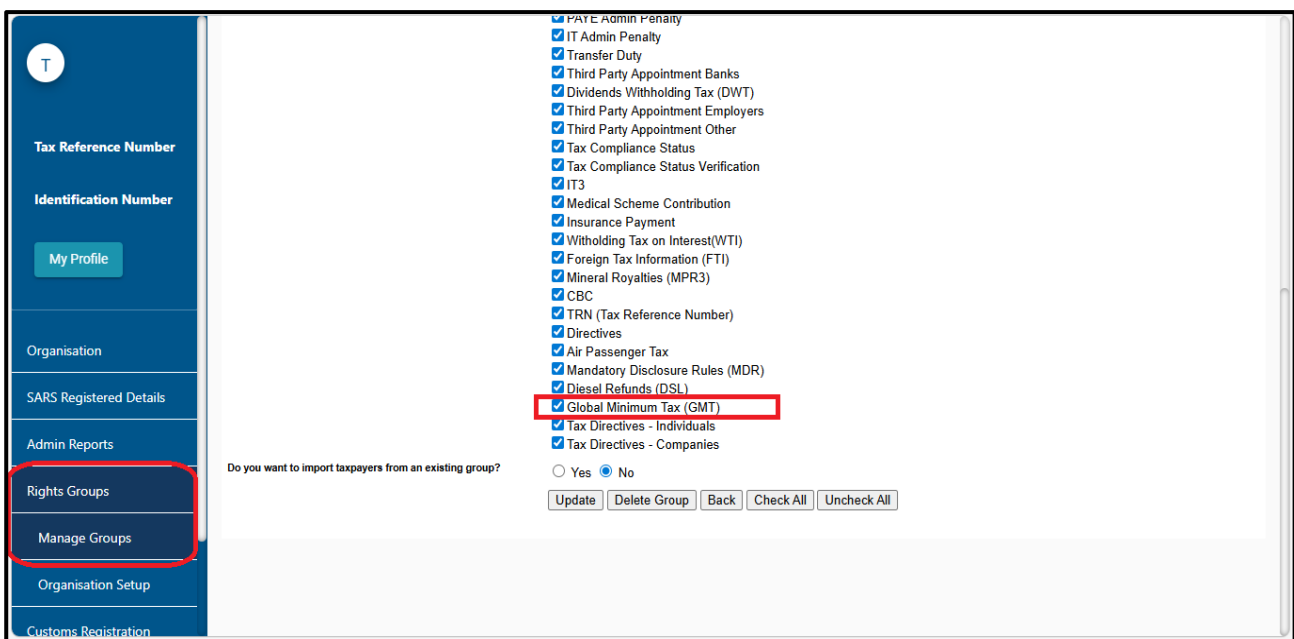 T
Tax Reference Number
Identification Number
My Profile
Organisation
SARS Registered Details
Admin Reports
Rights Groups
Manage Groups
Organisation Setup
Customs Registration
PAYE Admin Penalty
IT Admin Penalty
Transfer Duty
Third Party Appointment Banks
Dividends Withholding Tax (DWT)
Third Party Appointment Employers
Third Party Appointment Other
Tax Compliance Status
Tax Compliance Status Verification
IT3
Medical Scheme Contribution
Insurance Payment
Witholding Tax on Interest(WTI)
Foreign Tax Information (FTI)
Mineral Royalties (MPR3)
CBC
TRN (Tax Reference Number)
Directives
Air Passenger Tax
Mandatory Disclosure Rules (MDR)
Diesel Refunds (DSL)
Global Minimum Tax (GMT)
Tax Directives - Individuals
Tax Directives - Companies
Do you want to import taxpayers from an existing group? Yes No
Update Delete Group Back Check All Uncheck All